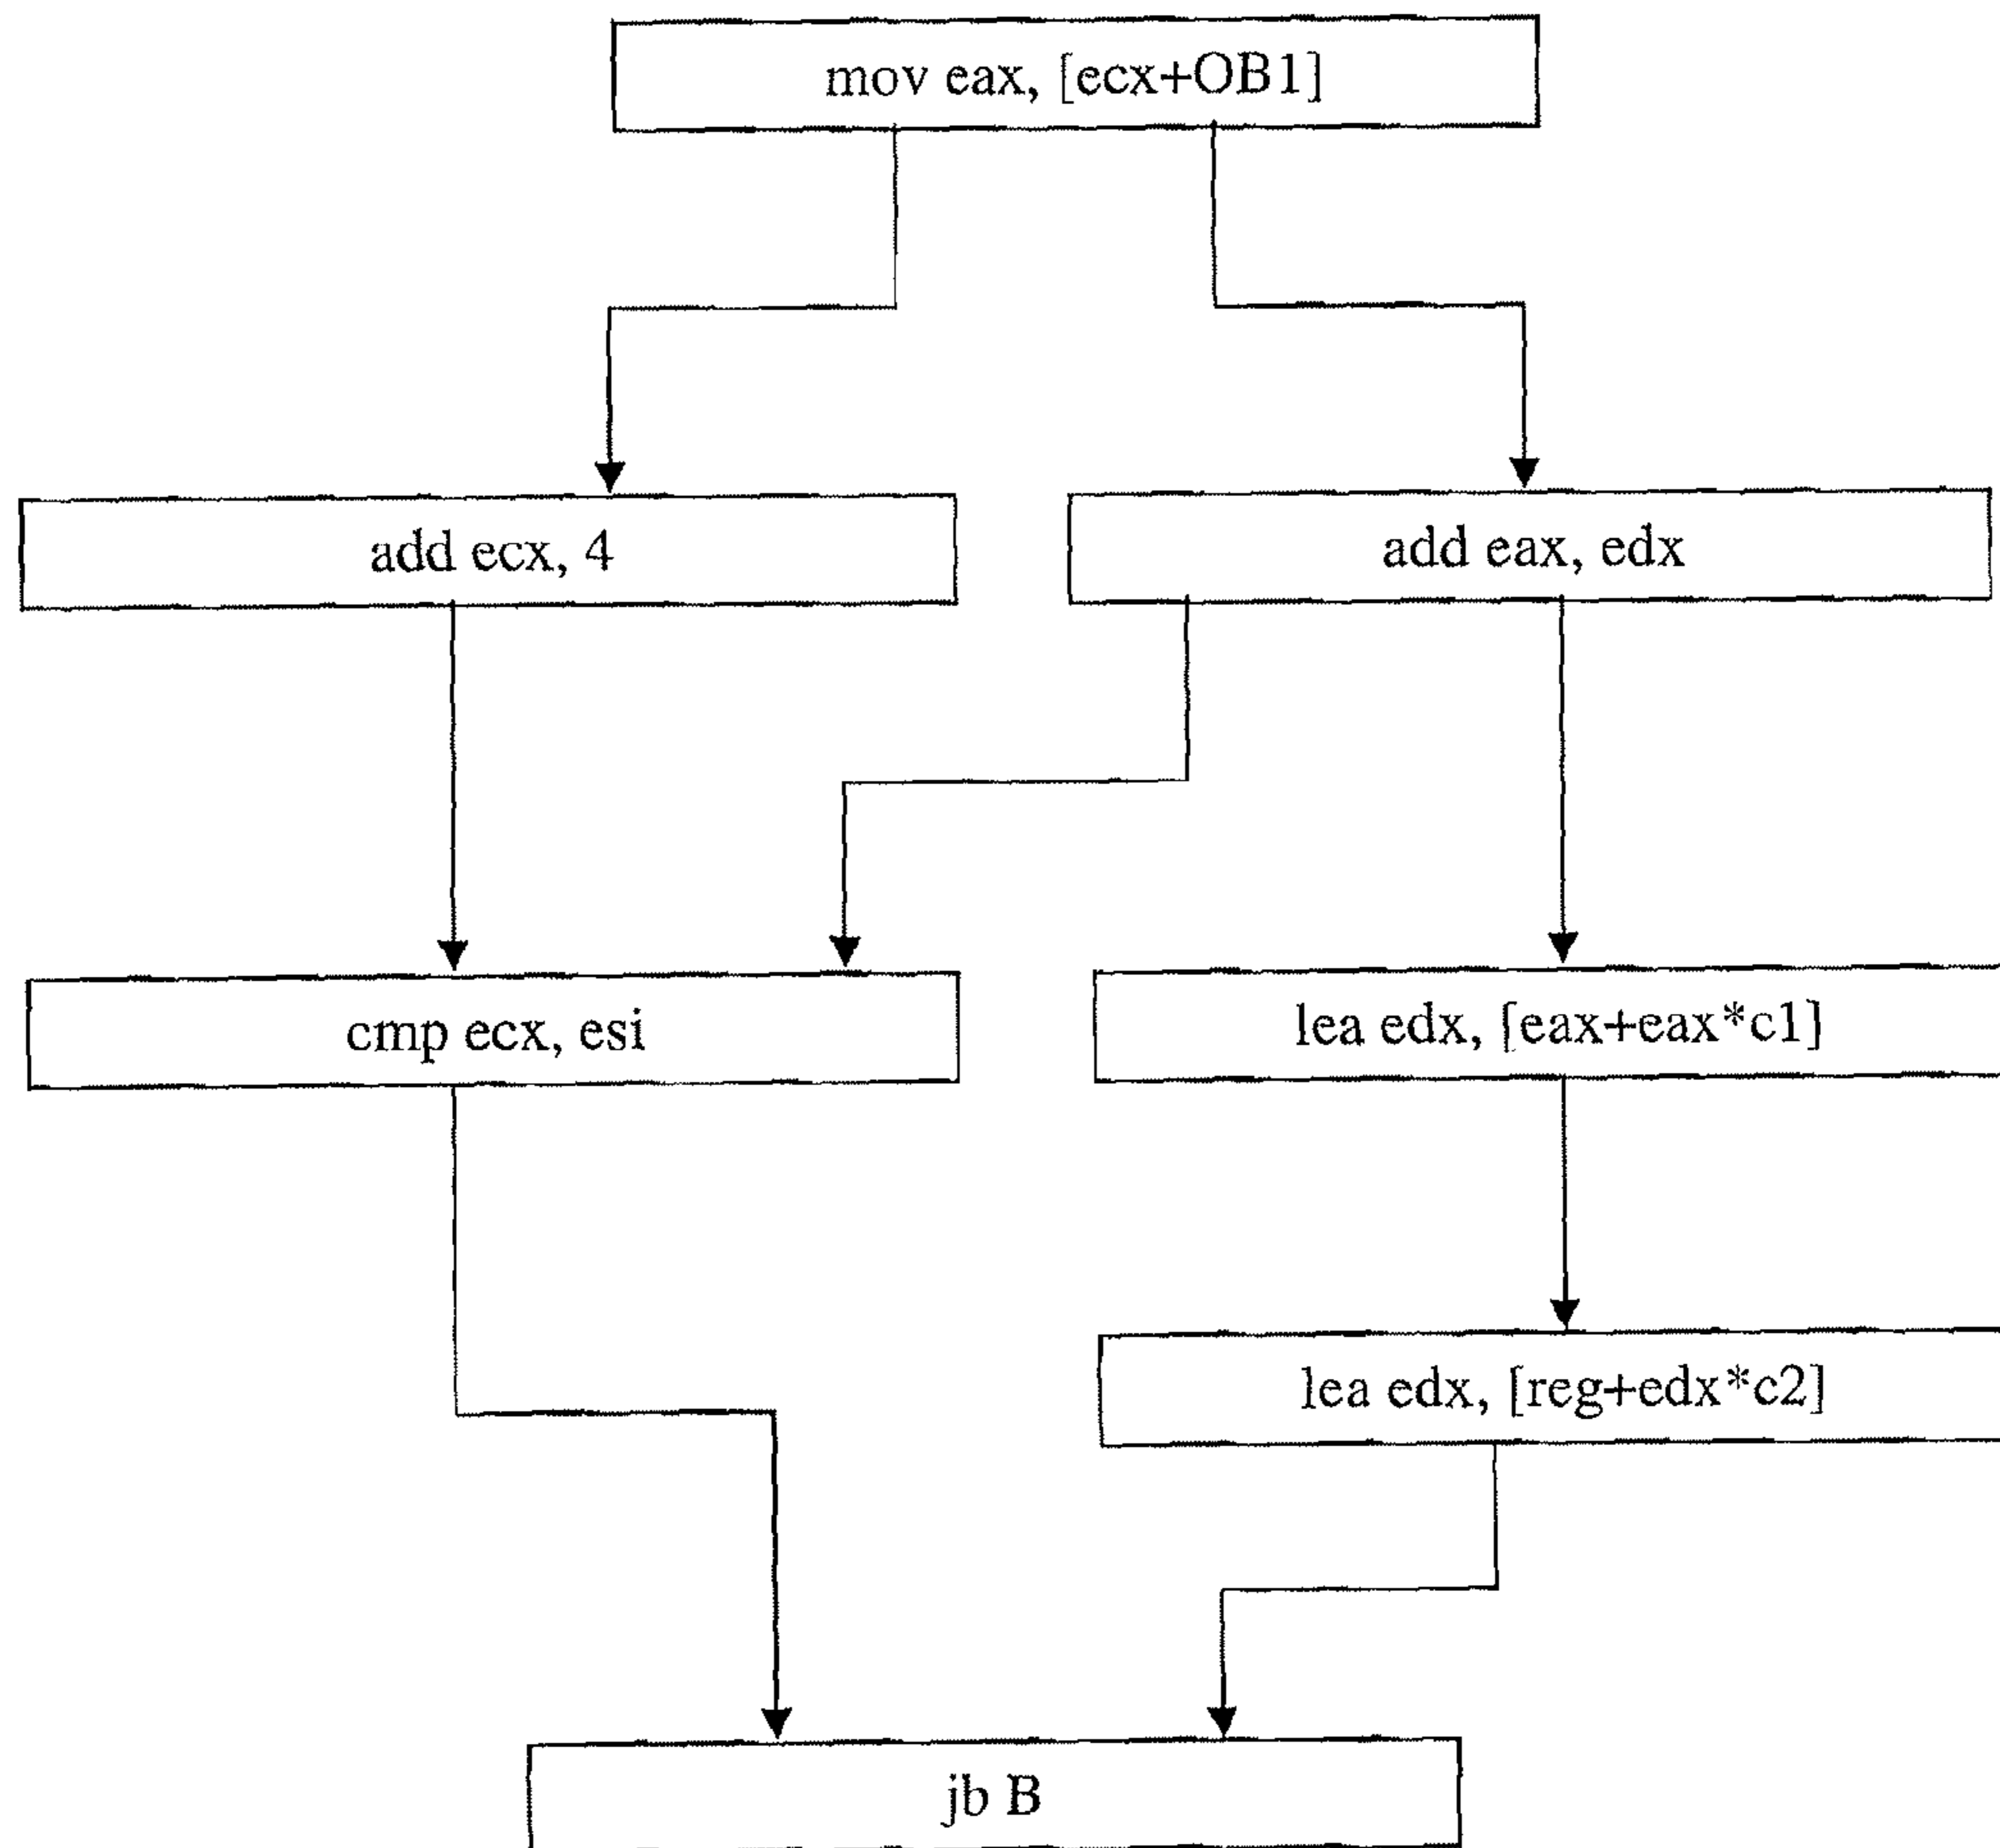 mov eax, [ecx+OB1]
add ecx, 4
add eax, edx
cmp ecx, esi
lea edx, [eax+eax*c1]
lea edx, [reg+edx*c2]
jb B